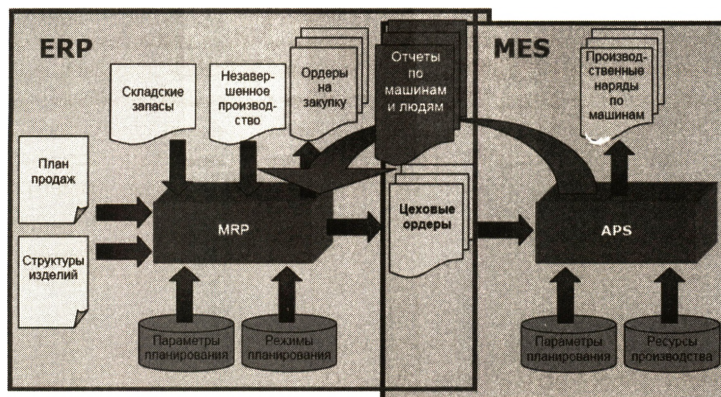 ERP
MES
Складские
запасы
Незавер-
шенное
производ-
ство
Ордеры
на
закупку
Отчеты
по
машинам
и людям
Производ-
ственные
наряды
по
машинам
План
продаж
MRP
Цеховые
ордеры
APS
Структуры
изделий
Параметры
планирования
Режимы
планирования
Параметры
планирования
Ресурсы
производства